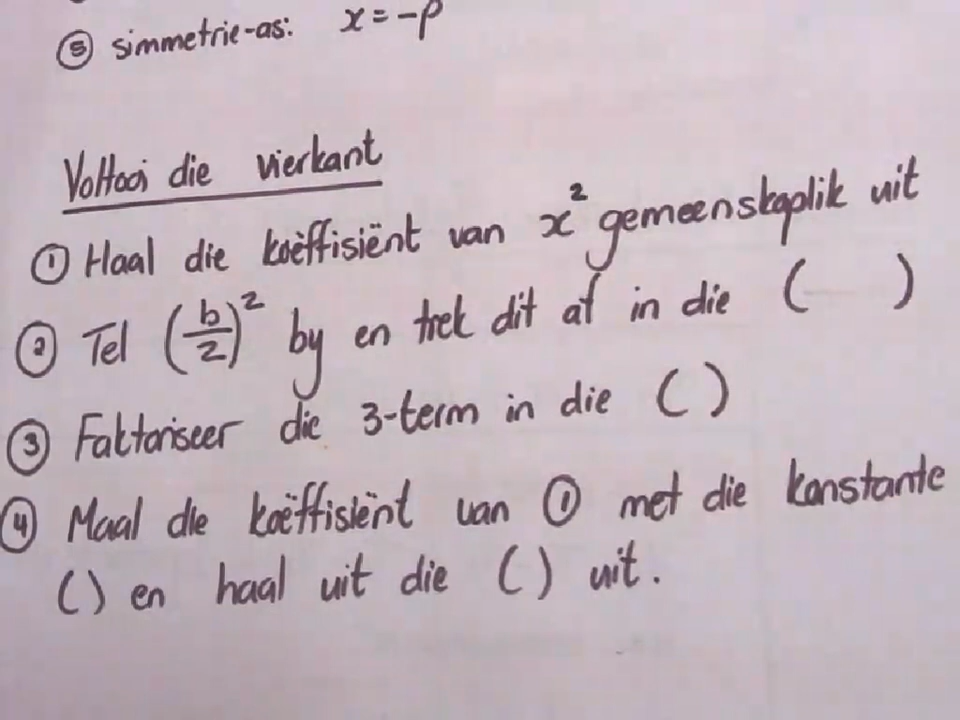 ⑤ simmetrie-as: x = -p
Voltooi die vierkant
① Haal die koëffisiënt van x² gemeenskaplik uit
② Tel (b/2)² by en trek dit af in die ( )
③ Faktoriseer die 3-term in die ( )
④ Maal die koëffisiënt van ① met die konstante
( ) en haal uit die ( ) uit.